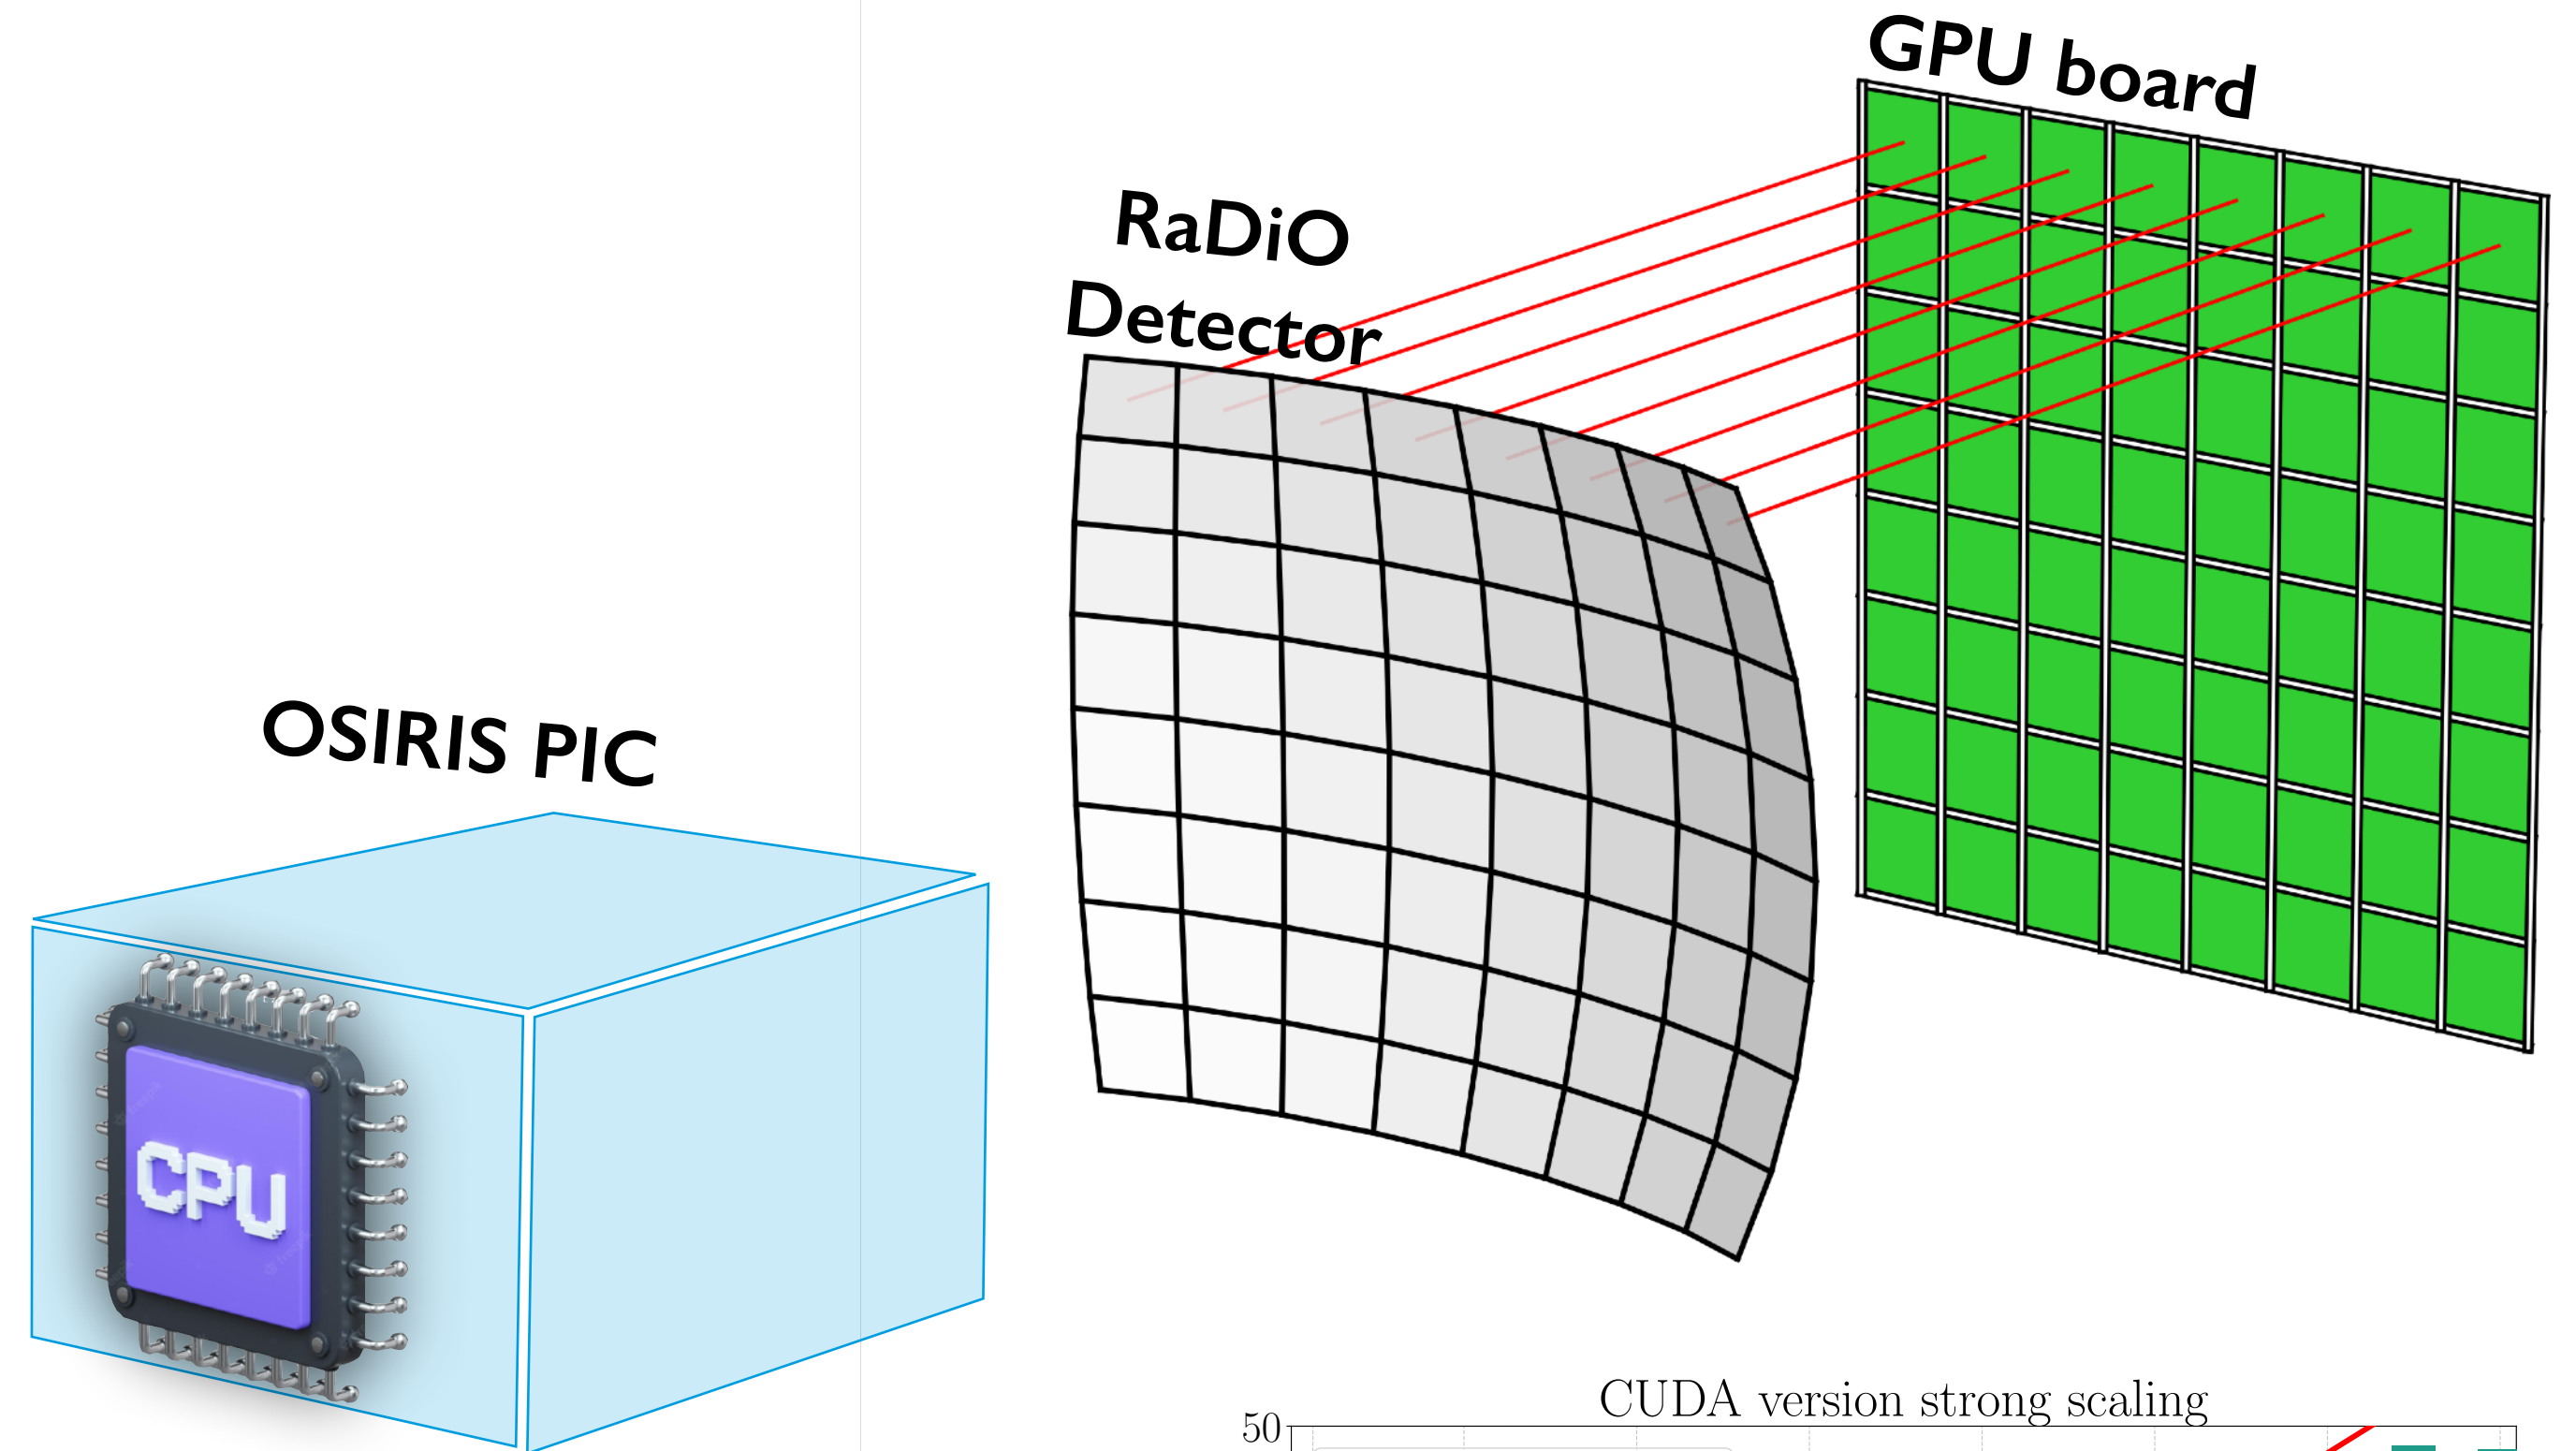 GPU board
RaDiO
Detector
OSIRIS PIC
CPU
CUDA version strong scaling
50